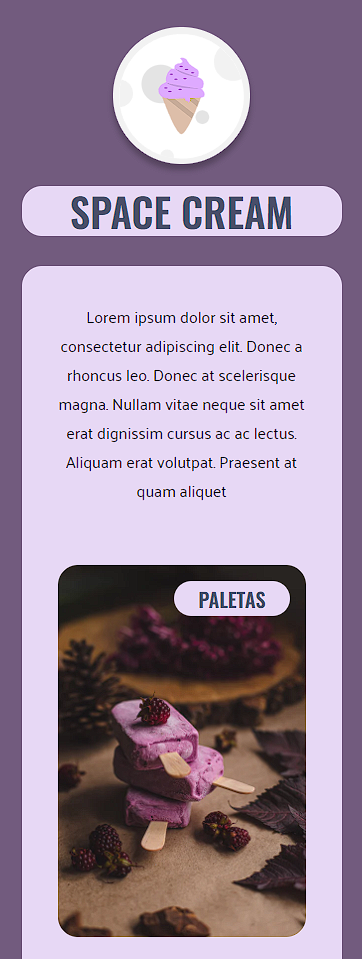 SPACE CREAM
Lorem ipsum dolor sit amet,
consectetur adipiscing elit. Donec a
rhoncus leo. Donec at scelerisque
magna. Nullam vitae neque sit amet
erat dignissim cursus ac ac lectus.
Aliquam erat volutpat. Praesent at
quam aliquet
PALETAS